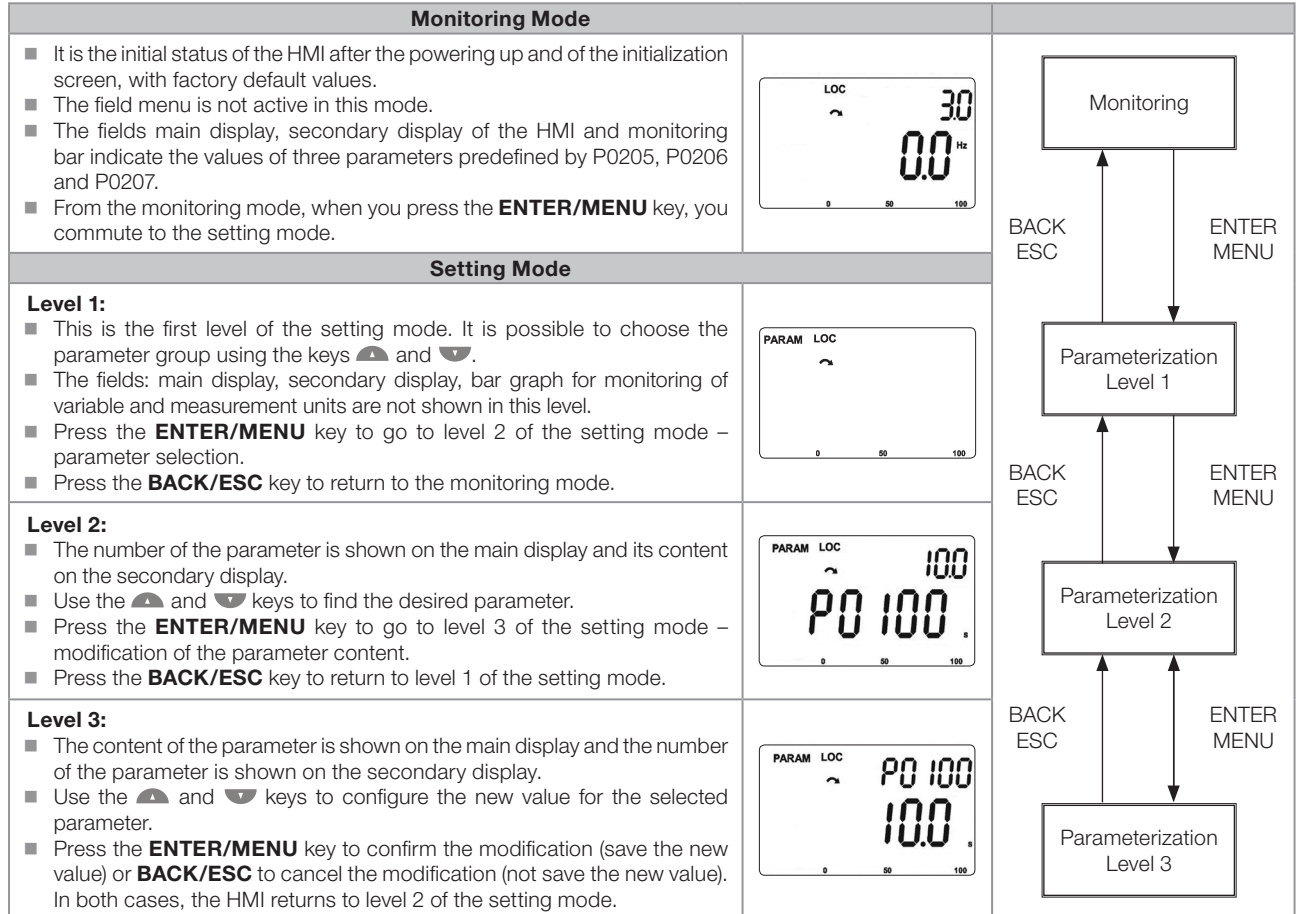 Monitoring Mode
It is the initial status of the HMI after the powering up and of the initialization
screen, with factory default values.
The field menu is not active in this mode.
The fields main display, secondary display of the HMI and monitoring
bar indicate the values of three parameters predefined by P0205, P0206
and P0207.
From the monitoring mode, when you press the ENTER/MENU key, you
commute to the setting mode.
LOC
3.0
0.0 Hz
0 50 100
Setting Mode
Level 1:
This is the first level of the setting mode. It is possible to choose the
parameter group using the keys and .
The fields: main display, secondary display, bar graph for monitoring of
variable and measurement units are not shown in this level.
Press the ENTER/MENU key to go to level 2 of the setting mode –
parameter selection.
Press the BACK/ESC key to return to the monitoring mode.
PARAM LOC
0 50 100
Level 2:
The number of the parameter is shown on the main display and its content
on the secondary display.
Use the and keys to find the desired parameter.
Press the ENTER/MENU key to go to level 3 of the setting mode –
modification of the parameter content.
Press the BACK/ESC key to return to level 1 of the setting mode.
PARAM LOC
10.0
P0100 s
0 50 100
Level 3:
The content of the parameter is shown on the main display and the number
of the parameter is shown on the secondary display.
Use the and keys to configure the new value for the selected
parameter.
Press the ENTER/MENU key to confirm the modification (save the new
value) or BACK/ESC to cancel the modification (not save the new value).
In both cases, the HMI returns to level 2 of the setting mode.
PARAM LOC
P0100
10.0 s
0 50 100
Monitoring
BACK
ESC
ENTER
MENU
Parameterization
Level 1
BACK
ESC
ENTER
MENU
Parameterization
Level 2
BACK
ESC
ENTER
MENU
Parameterization
Level 3